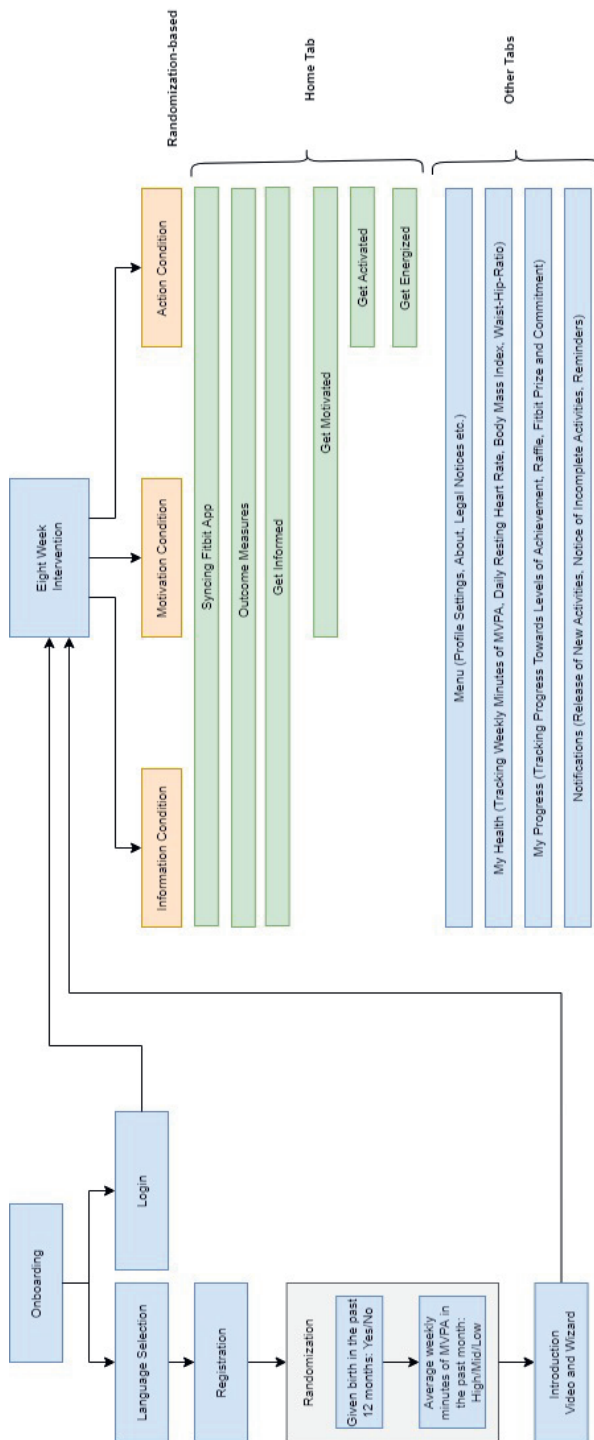 Onboarding
Language Selection
Login
Registration
Randomization
Given birth in the past
12 months: Yes/No
Average weekly
minutes of MVPA in
the past month:
High/Mid/Low
Introduction
Video and Wizard
Eight Week
Intervention
Information Condition
Motivation Condition
Action Condition
Randomization-based
Syncing Fitbit App
Outcome Measures
Get Informed
Get Motivated
Get Activated
Get Energized
Home Tab
Menu (Profile Settings, About, Legal Notices etc.)
My Health (Tracking Weekly Minutes of MVPA, Daily Resting Heart Rate, Body Mass Index, Waist-Hip-Ratio)
My Progress (Tracking Progress Towards Levels of Achievement, Raffle, Fitbit Prize and Commitment)
Notifications (Release of New Activities, Notice of Incomplete Activities, Reminders)
Other Tabs